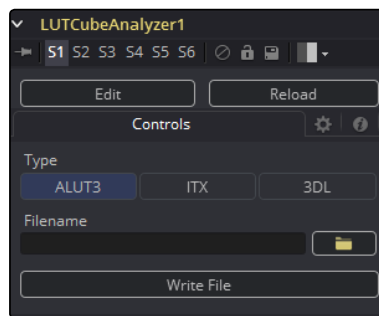 LUTCubeAnalyzer1
S1 S2 S3 S4 S5 S6
Edit Reload
Controls
Type
ALUT3 ITX 3DL
Filename
Write File